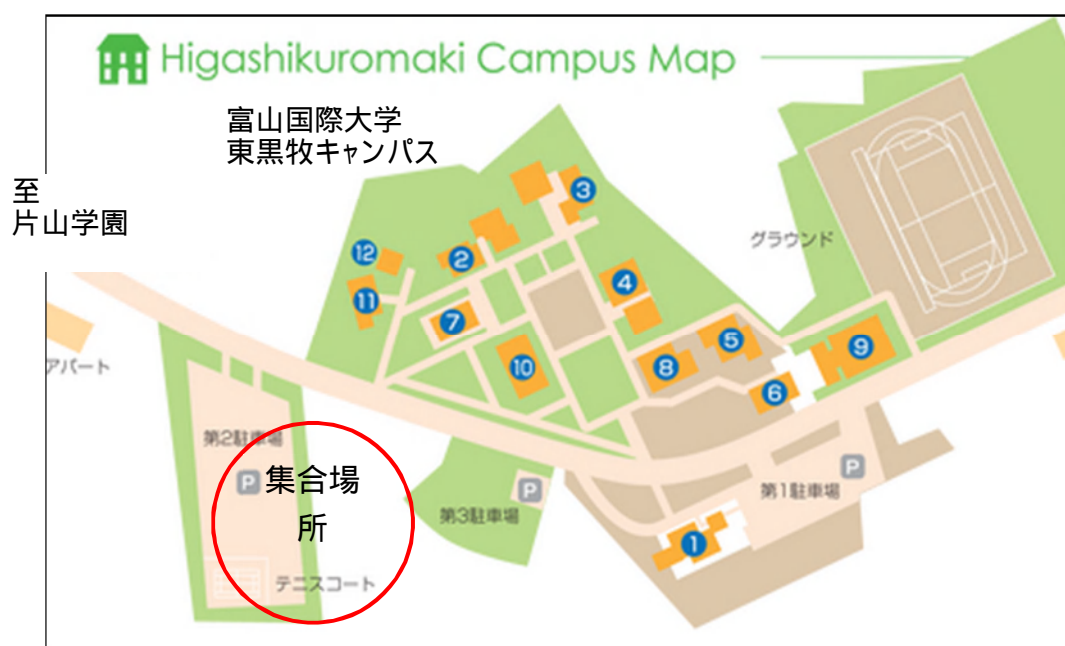 Higashikuromaki Campus Map
富山国際大学
東黒牧キャンパス
至
片山学園
グラウンド
3
12
2
4
11
7
5
9
10
8
6
アパート
第2駐車場
P
集合場
所
P
第3駐車場
P
第1駐車場
1
テニスコート